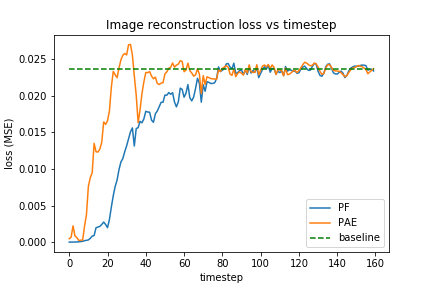 Image reconstruction loss vs timestep
loss (MSE)
0.025
0.020
0.015
0.010
0.005
0.000
0 20 40 60 80 100 120 140 160
timestep
PF
PAE
baseline